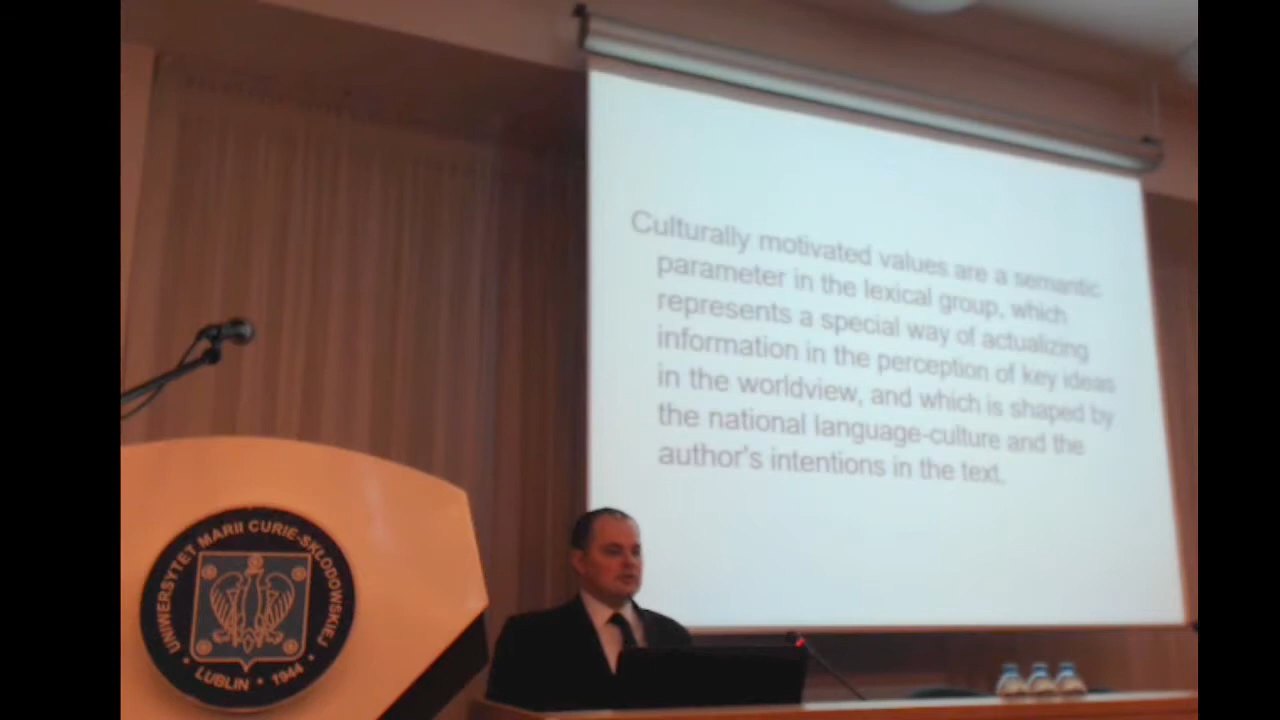 Culturally motivated values are a semantic
parameter in the lexical group, which
represents a special way of actualizing
information in the perception of key ideas
in the worldview, and which is shaped by
the national language-culture and the
author's intentions in the text.
UNIWERSYTET MARII CURIE-SKŁODOWSKIEJ
LUBLIN • 1944